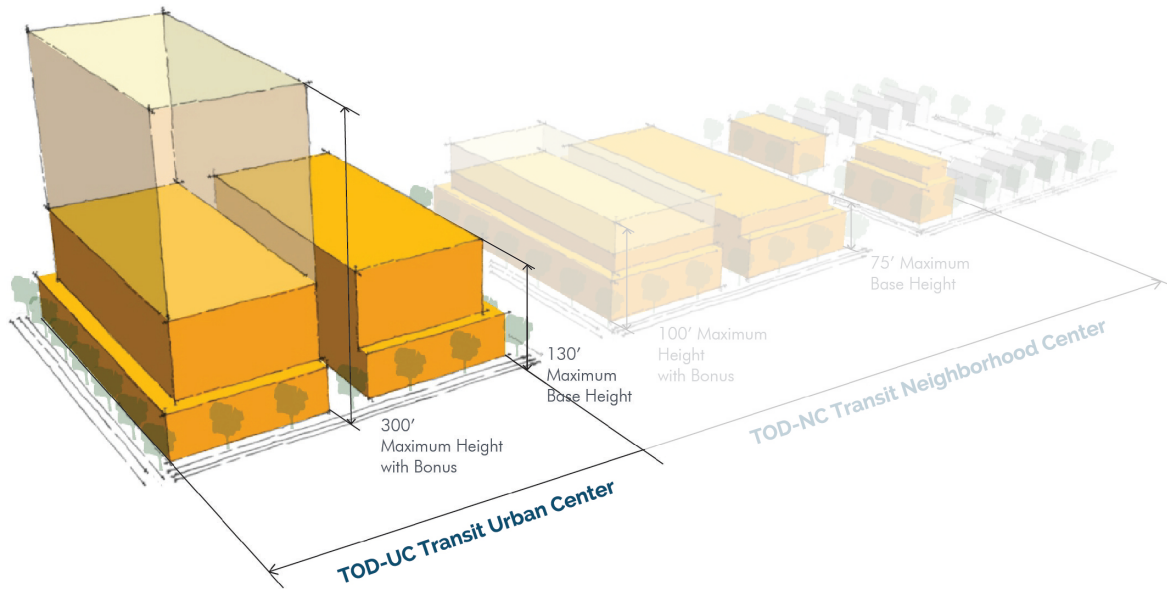 300’
Maximum Height
with Bonus
130’
Maximum
Base Height
TOD-UC Transit Urban Center
100’ Maximum
Height
with Bonus
75’ Maximum
Base Height
TOD-NC Transit Neighborhood Center